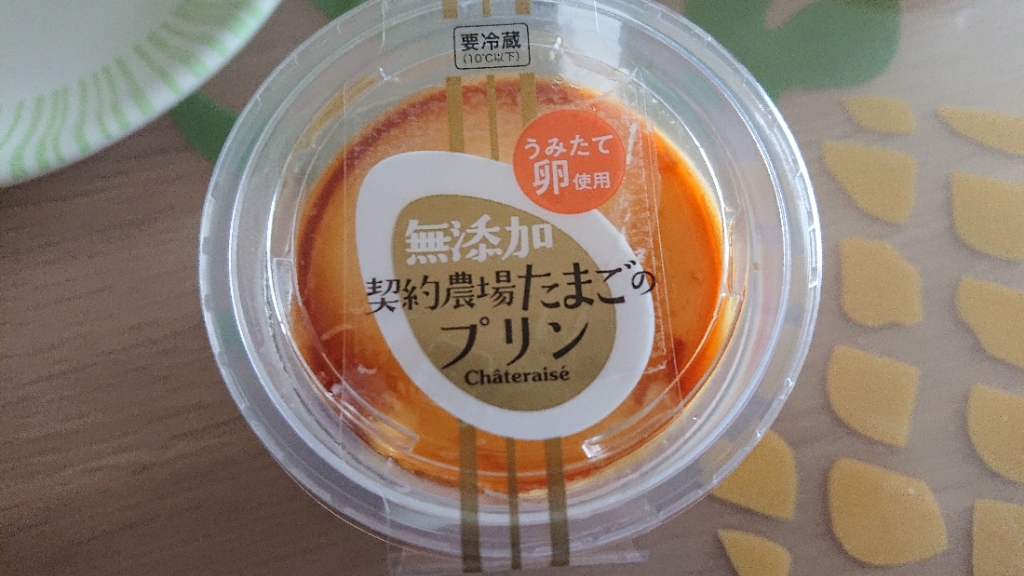 要冷蔵
(10℃以下)
うみたて
卵使用
無添加
契約農場たまごの
プリン
Châteraisé